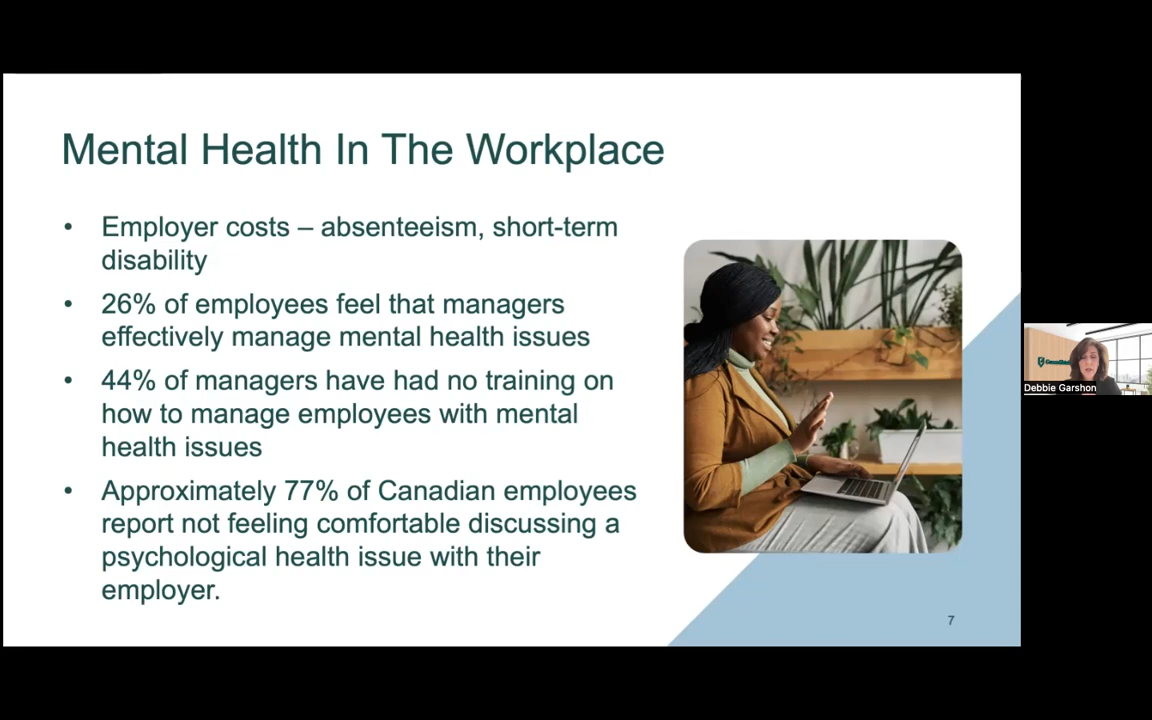 Mental Health In The Workplace
• Employer costs – absenteeism, short-term
disability
• 26% of employees feel that managers
effectively manage mental health issues
• 44% of managers have had no training on
how to manage employees with mental
health issues
• Approximately 77% of Canadian employees
report not feeling comfortable discussing a
psychological health issue with their
employer.
7
Debbie Garshon